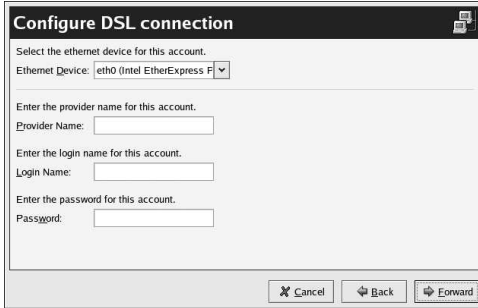 Configure DSL connection
Select the ethernet device for this account.
Ethernet Device: eth0 (Intel EtherExpress P
Enter the provider name for this account.
Provider Name:
Enter the login name for this account.
Login Name:
Enter the password for this account.
Password:
Cancel Back Forward